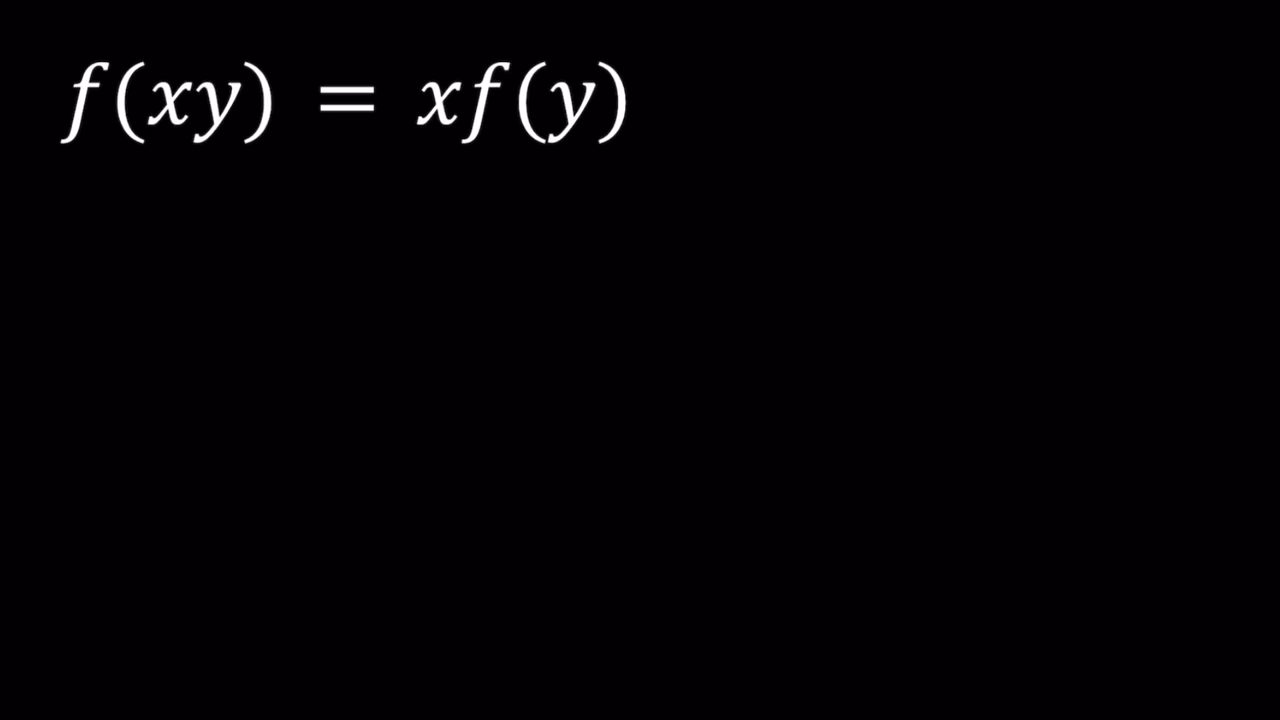 f(xy) = xf(y)